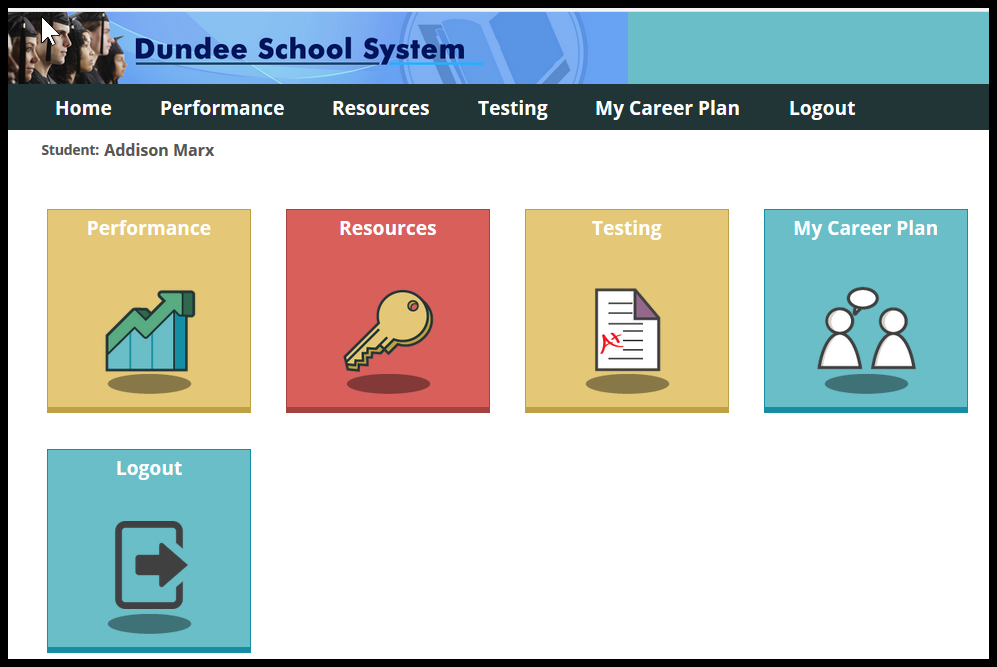 Dundee School System
Home Performance Resources Testing My Career Plan Logout
Student: Addison Marx
Performance Resources Testing My Career Plan
A+
Logout